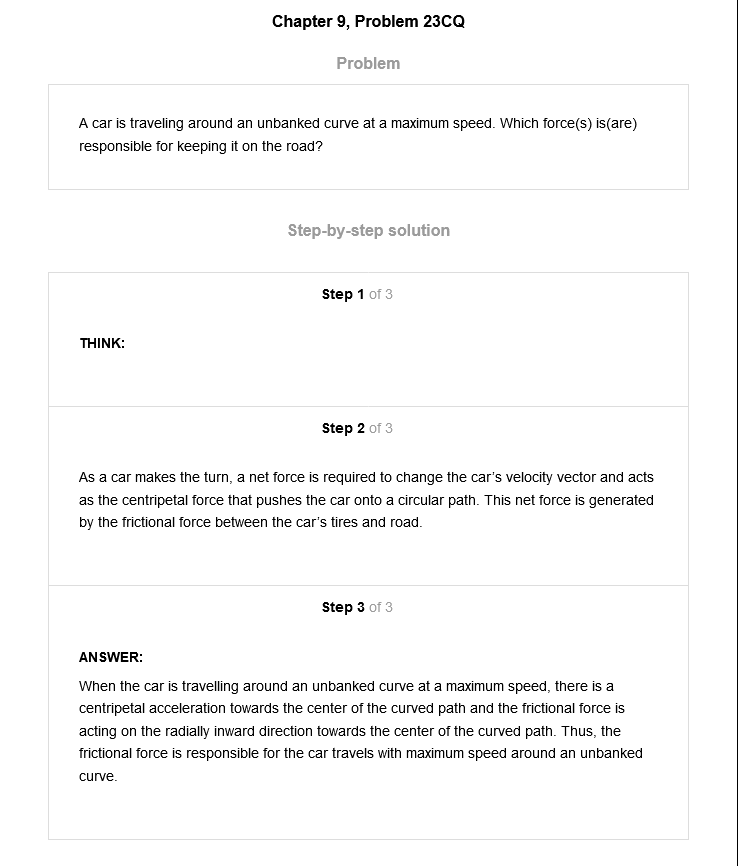 Chapter 9, Problem 23CQ
Problem
A car is traveling around an unbanked curve at a maximum speed. Which force(s) is(are)
responsible for keeping it on the road?
Step-by-step solution
Step 1 of 3
THINK:
Step 2 of 3
As a car makes the turn, a net force is required to change the car’s velocity vector and acts
as the centripetal force that pushes the car onto a circular path. This net force is generated
by the frictional force between the car’s tires and road.
Step 3 of 3
ANSWER:
When the car is travelling around an unbanked curve at a maximum speed, there is a
centripetal acceleration towards the center of the curved path and the frictional force is
acting on the radially inward direction towards the center of the curved path. Thus, the
frictional force is responsible for the car travels with maximum speed around an unbanked
curve.